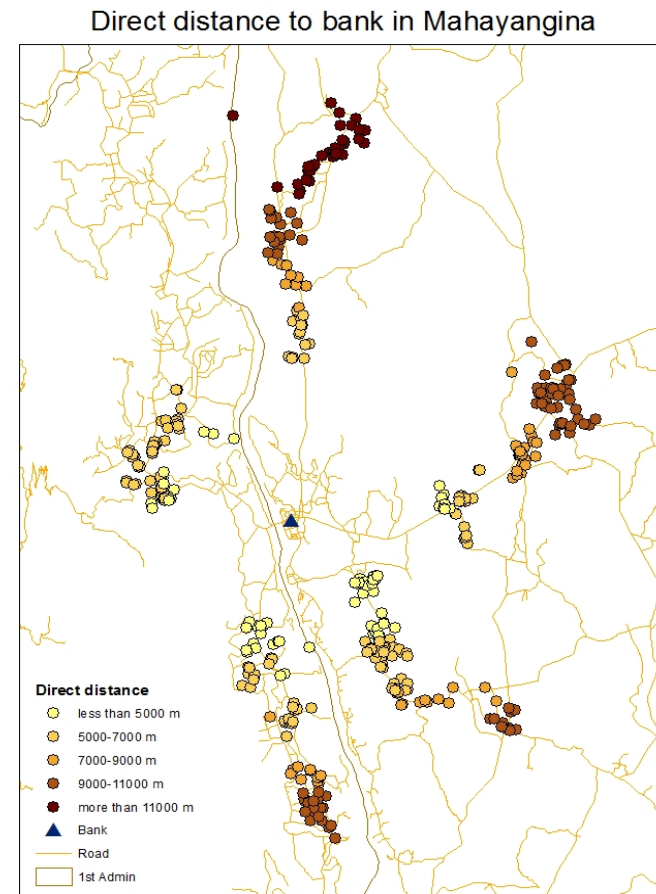 Direct distance to bank in Mahayangina
Direct distance
less than 5000 m
5000-7000 m
7000-9000 m
9000-11000 m
more than 11000 m
Bank
Road
1st Admin